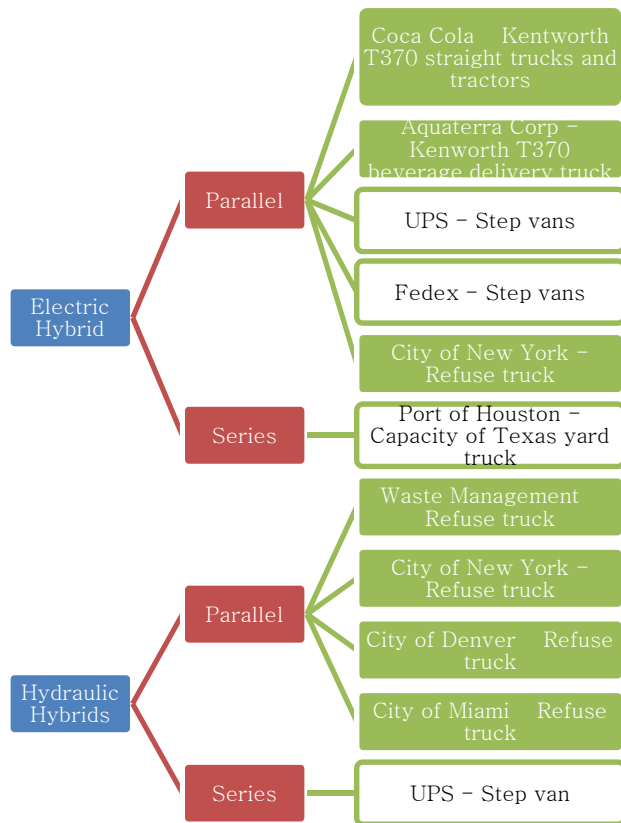 Coca Cola Kentworth
T370 straight trucks and
tractors
Aquaterra Corp –
Kenworth T370
beverage delivery truck
Parallel
UPS – Step vans
Fedex – Step vans
Electric
Hybrid
City of New York –
Refuse truck
Series
Port of Houston –
Capacity of Texas yard
truck
Waste Management
Refuse truck
City of New York –
Refuse truck
Parallel
City of Denver Refuse
truck
Hydraulic
Hybrids
City of Miami Refuse
truck
Series
UPS – Step van